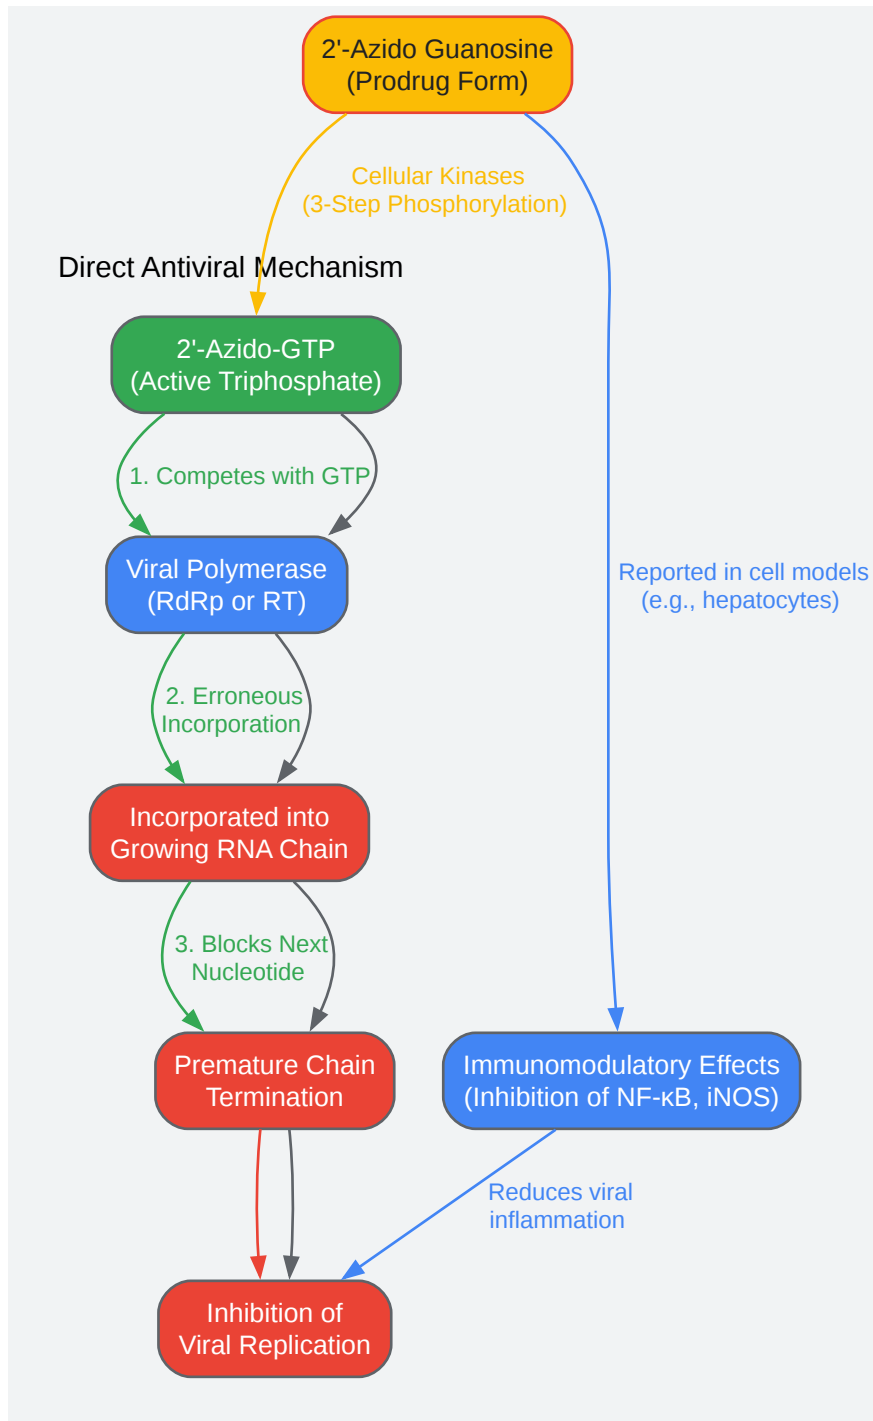 2'-Azido Guanosine
(Prodrug Form)
Cellular Kinases
(3-Step Phosphorylation)
Direct Antiviral Mechanism
2'-Azido-GTP
(Active Triphosphate)
1. Competes with GTP
Viral Polymerase
(RdRp or RT)
Reported in cell models
(e.g., hepatocytes)
2. Erroneous
Incorporation
Incorporated into
Growing RNA Chain
3. Blocks Next
Nucleotide
Premature Chain
Termination
Immunomodulatory Effects
(Inhibition of NF-κB, iNOS)
Reduces viral
inflammation
Inhibition of
Viral Replication